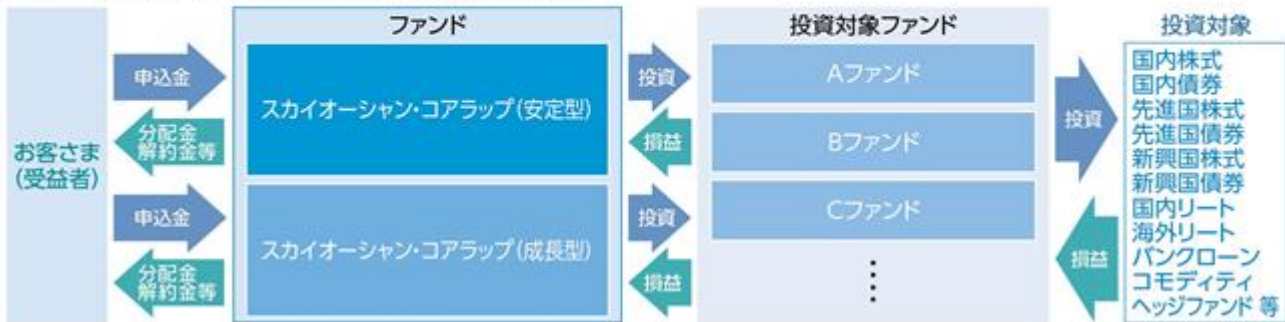 お客さま
(受益者)
申込金
分配金
解約金等
申込金
分配金
解約金等
ファンド
スカイオーシャン・コアラップ(安定型)
スカイオーシャン・コアラップ(成長型)
投資
損益
投資
損益
投資対象ファンド
Aファンド
Bファンド
Cファンド
投資
損益
投資対象
国内株式
国内債券
先進国株式
先進国債券
新興国株式
新興国債券
国内リート
海外リート
バンクローン
コモディティ
ヘッジファンド 等